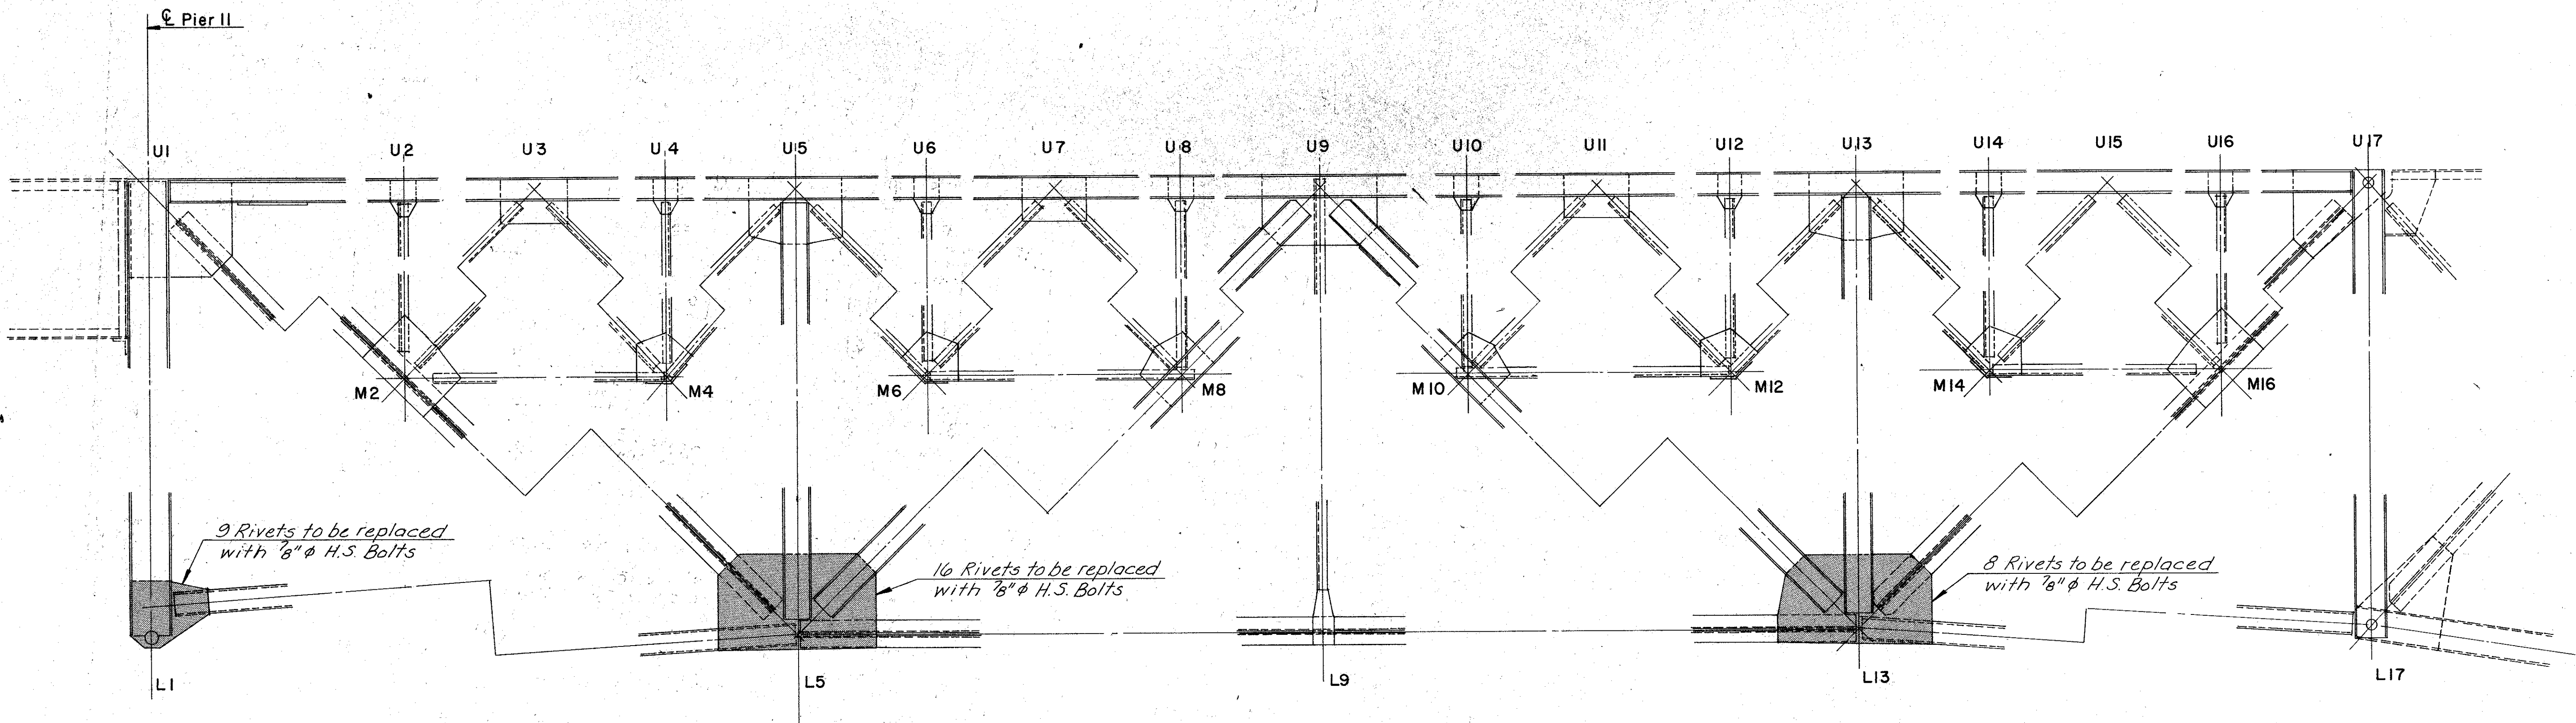 ℄ Pier 11
U1 U2 U3 U4 U5 U6 U7 U8 U9 U10 U11 U12 U13 U14 U15 U16 U17
M2 M4 M6 M8 M10 M12 M14 M16
9 Rivets to be replaced
with 7/8" ø H.S. Bolts
16 Rivets to be replaced
with 7/8" ø H.S. Bolts
8 Rivets to be replaced
with 7/8" ø H.S. Bolts
L1 L5 L9 L13 L17